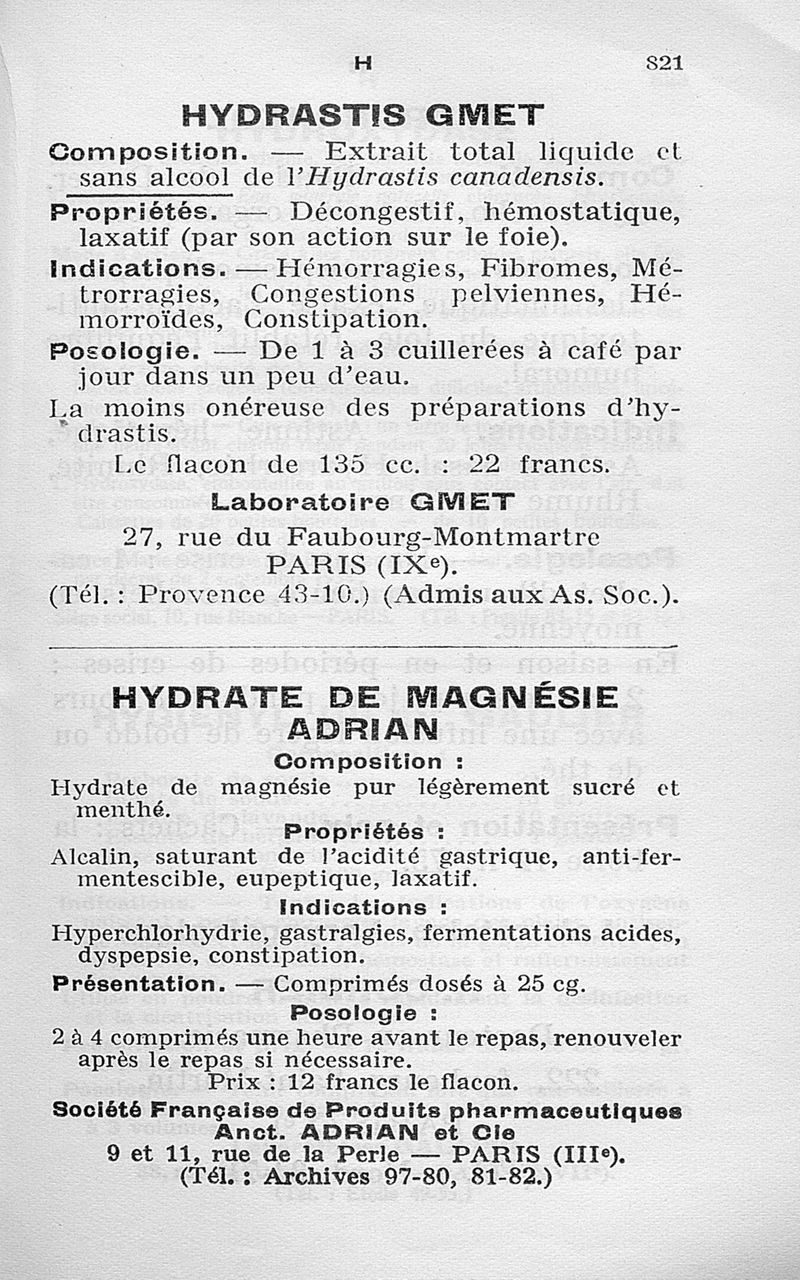 H 821
HYDRASTIS GMET
Composition. — Extrait total liquide et
sans alcool de l'Hydrastis canadensis.
Propriétés. — Décongestif, hémostatique,
laxatif (par son action sur le foie).
Indications. — Hémorragies, Fibromes, Mé-
trorragies, Congestions pelviennes, Hé-
morroïdes, Constipation.
Posologie. — De 1 à 3 cuillerées à café par
jour dans un peu d'eau.
La moins onéreuse des préparations d'hy-
drastis.
Le flacon de 135 cc. : 22 francs.
Laboratoire GMET
27, rue du Faubourg-Montmartre
PARIS (IXe).
(Tél. : Provence 43-10.) (Admis aux As. Soc.).
HYDRATE DE MAGNÉSIE
ADRIAN
Composition :
Hydrate de magnésie pur légèrement sucré et
menthé.
Propriétés :
Alcalin, saturant de l'acidité gastrique, anti-fer-
mentescible, eupeptique, laxatif.
Indications :
Hyperchlorhydrie, gastralgies, fermentations acides,
dyspepsie, constipation.
Présentation. — Comprimés dosés à 25 cg.
Posologie :
2 à 4 comprimés une heure avant le repas, renouveler
après le repas si nécessaire.
Prix : 12 francs le flacon.
Société Française de Produits pharmaceutiques
Anct. ADRIAN et Cie
9 et 11, rue de la Perle — PARIS (IIIe).
(Tél. : Archives 97-80, 81-82.)